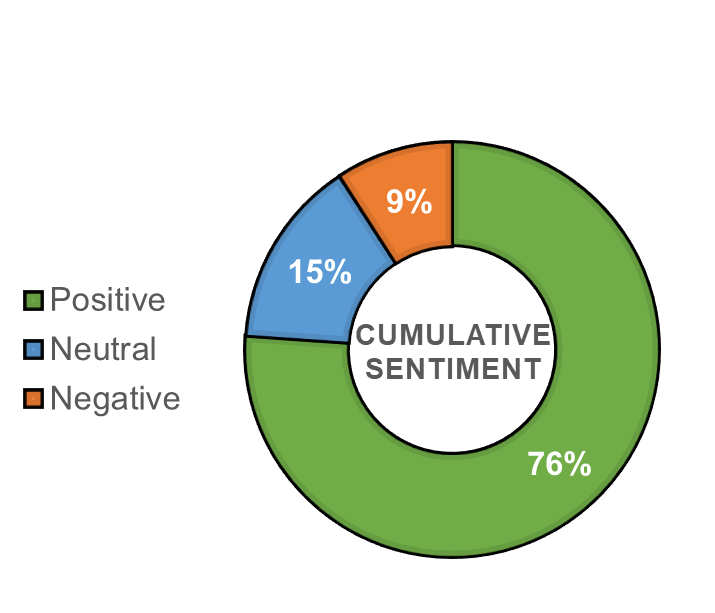 9%
15%
Positive
Neutral
Negative
CUMULATIVE
SENTIMENT
76%